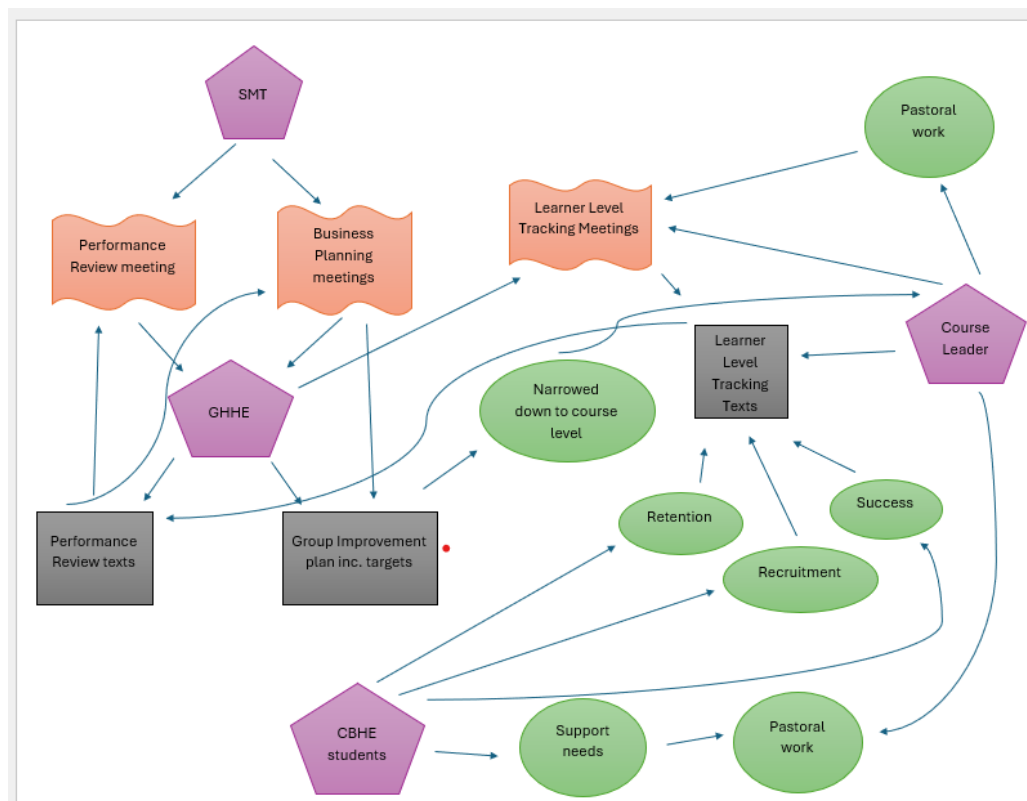 SMT
Pastoral
work
Performance
Review meeting
Business
Planning
meetings
Learner Level
Tracking Meetings
GHHE
Narrowed
down to course
level
Learner
Level
Tracking
Texts
Course
Leader
Performance
Review texts
Group Improvement
plan inc. targets
Retention
Success
Recruitment
CBHE
students
Support
needs
Pastoral
work